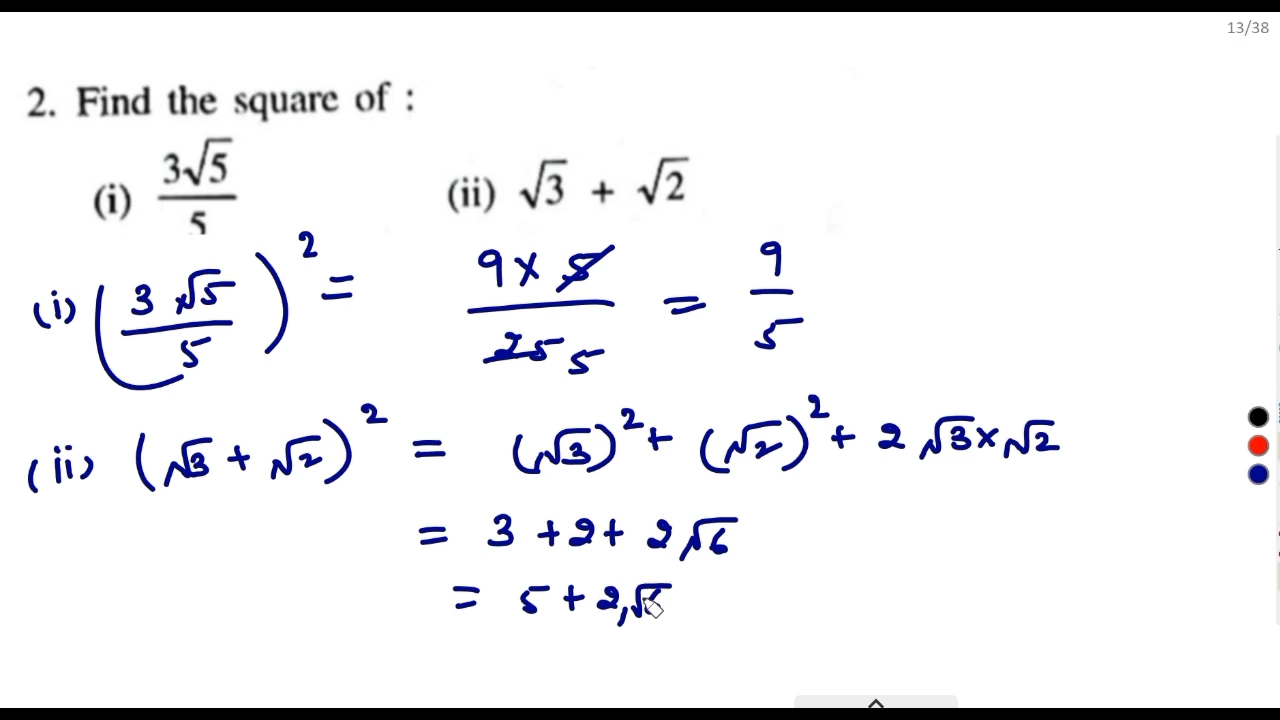 13/38
2. Find the square of :
(i) 3√5/5 (ii) √3 + √2
(i) (3×√5/5)² = 9×5/25 5 = 9/5
(ii) (√3 + √2)² = (√3)² + (√2)² + 2√3×√2
= 3 + 2 + 2√6
= 5 + 2√6